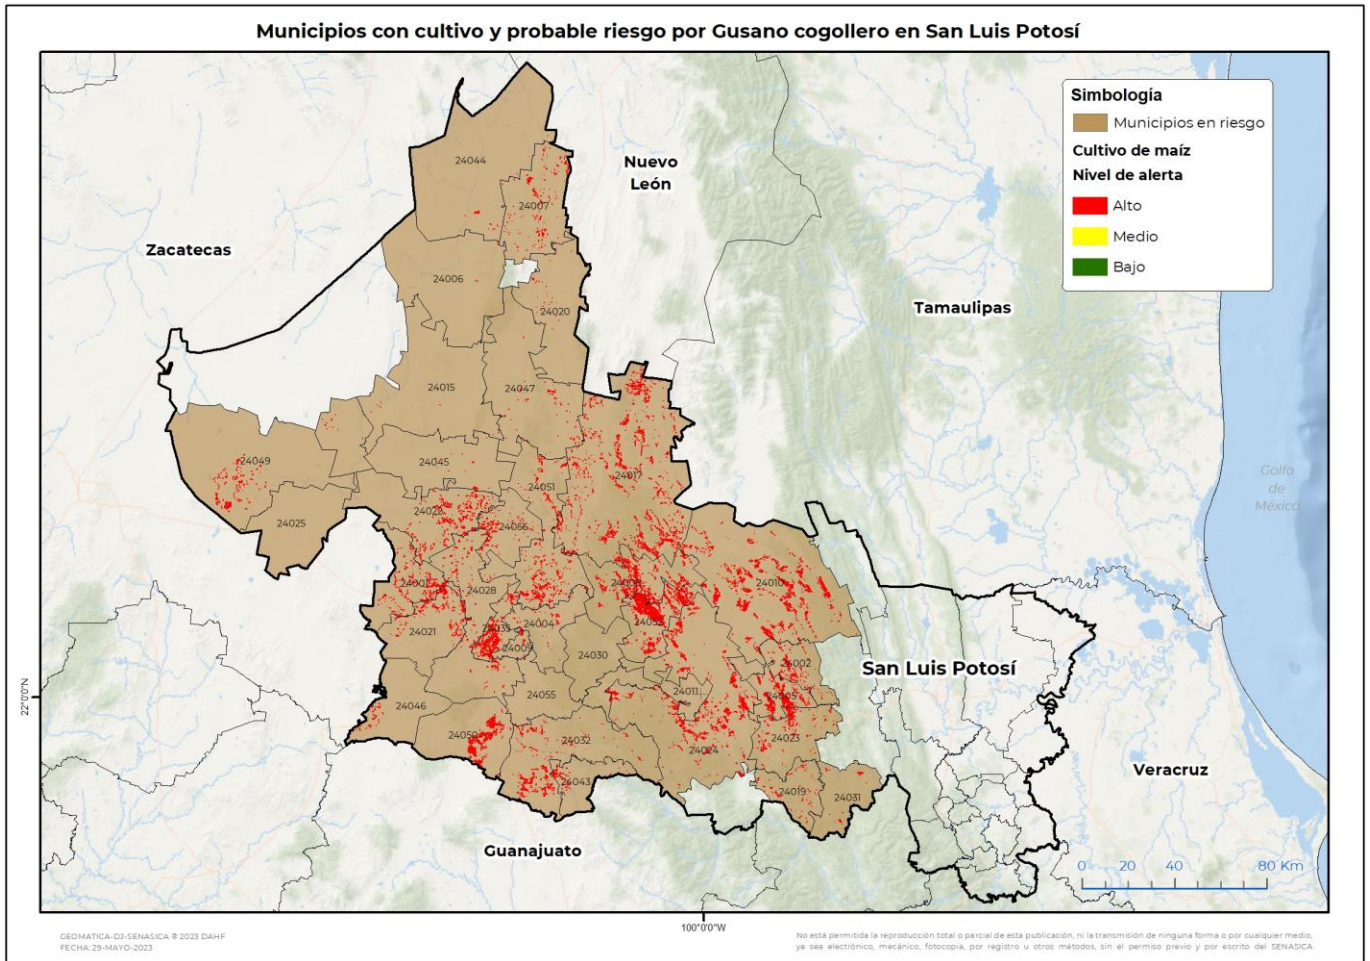 Municipios con cultivo y probable riesgo por Gusano cogollero en San Luis Potosí
Simbología
Municipios en riesgo
Cultivo de maíz
Nivel de alerta
Alto
Medio
Bajo
Nuevo
León
Zacatecas
Tamaulipas
Golfo
de
México
San Luis Potosí
Veracruz
Guanajuato
24044
24007
24006
24020
24015
24047
24049
24045
24017
24051
24025
24022
24056
24001
24028
24010
24021
24004
24009
24030
24002
24055
24011
24005
24046
24050
24032
24024
24023
24043
24019
24031
22°0'0"N
100°0'0"W
0 20 40 80 Km
GEOMATICA-DJ-SENASICA ® 2023 DAHF
FECHA: 29-MAYO-2023
No está permitida la reproducción total o parcial de esta publicación, ni la transmisión de ninguna forma o por cualquier medio,
ya sea electrónico, mecánico, fotocopia, por registro u otros métodos, sin el permiso previo y por escrito del SENASICA.